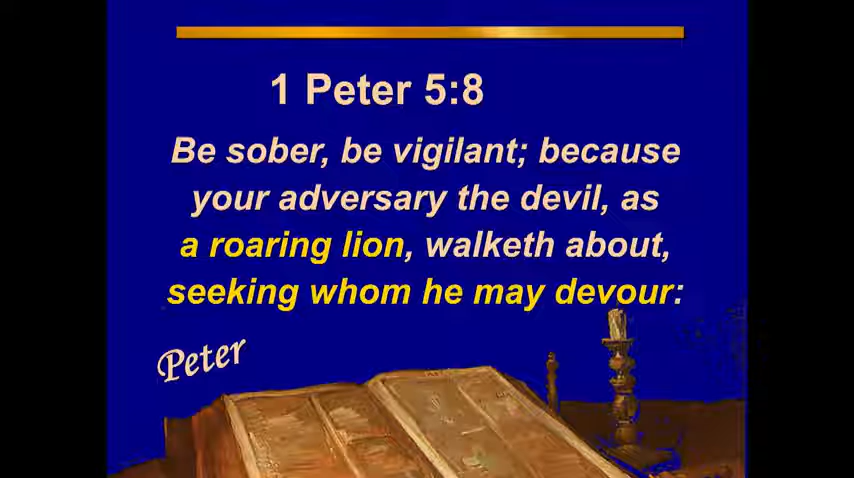 1 Peter 5:8
Be sober, be vigilant; because
your adversary the devil, as
a roaring lion, walketh about,
seeking whom he may devour:
Peter